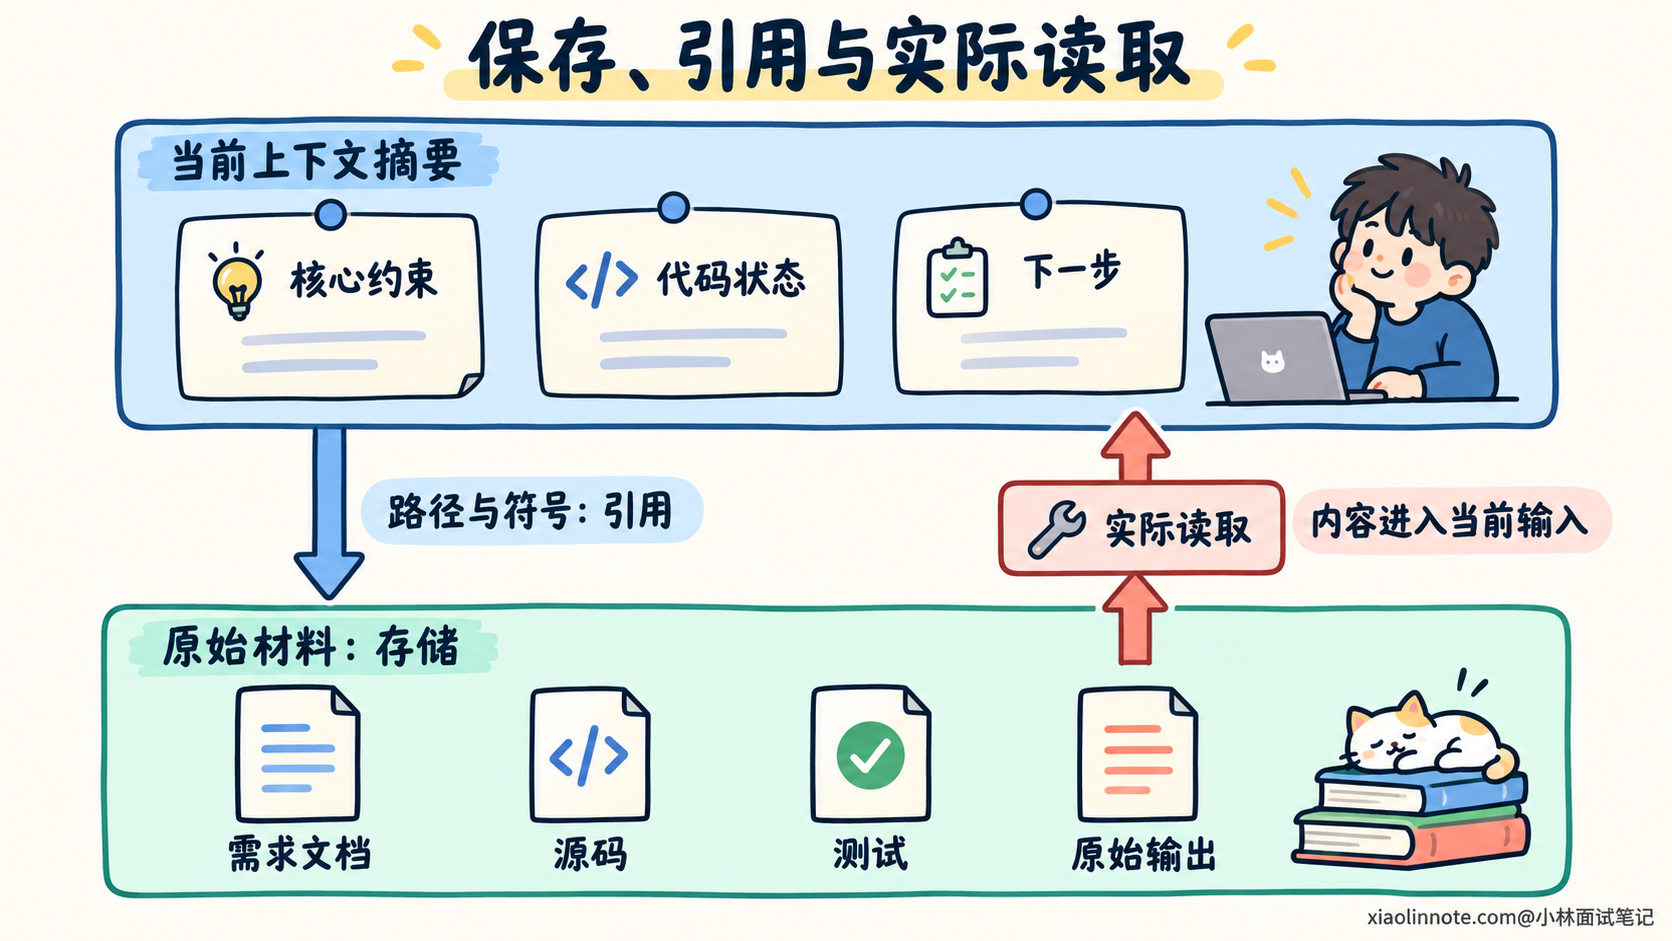 保存、引用与实际读取
当前上下文摘要
核心约束
</> 代码状态
下一步
路径与符号：引用
实际读取
内容进入当前输入
原始材料：存储
</>
需求文档
源码
测试
原始输出
xiaolinnote.com@小林面试笔记